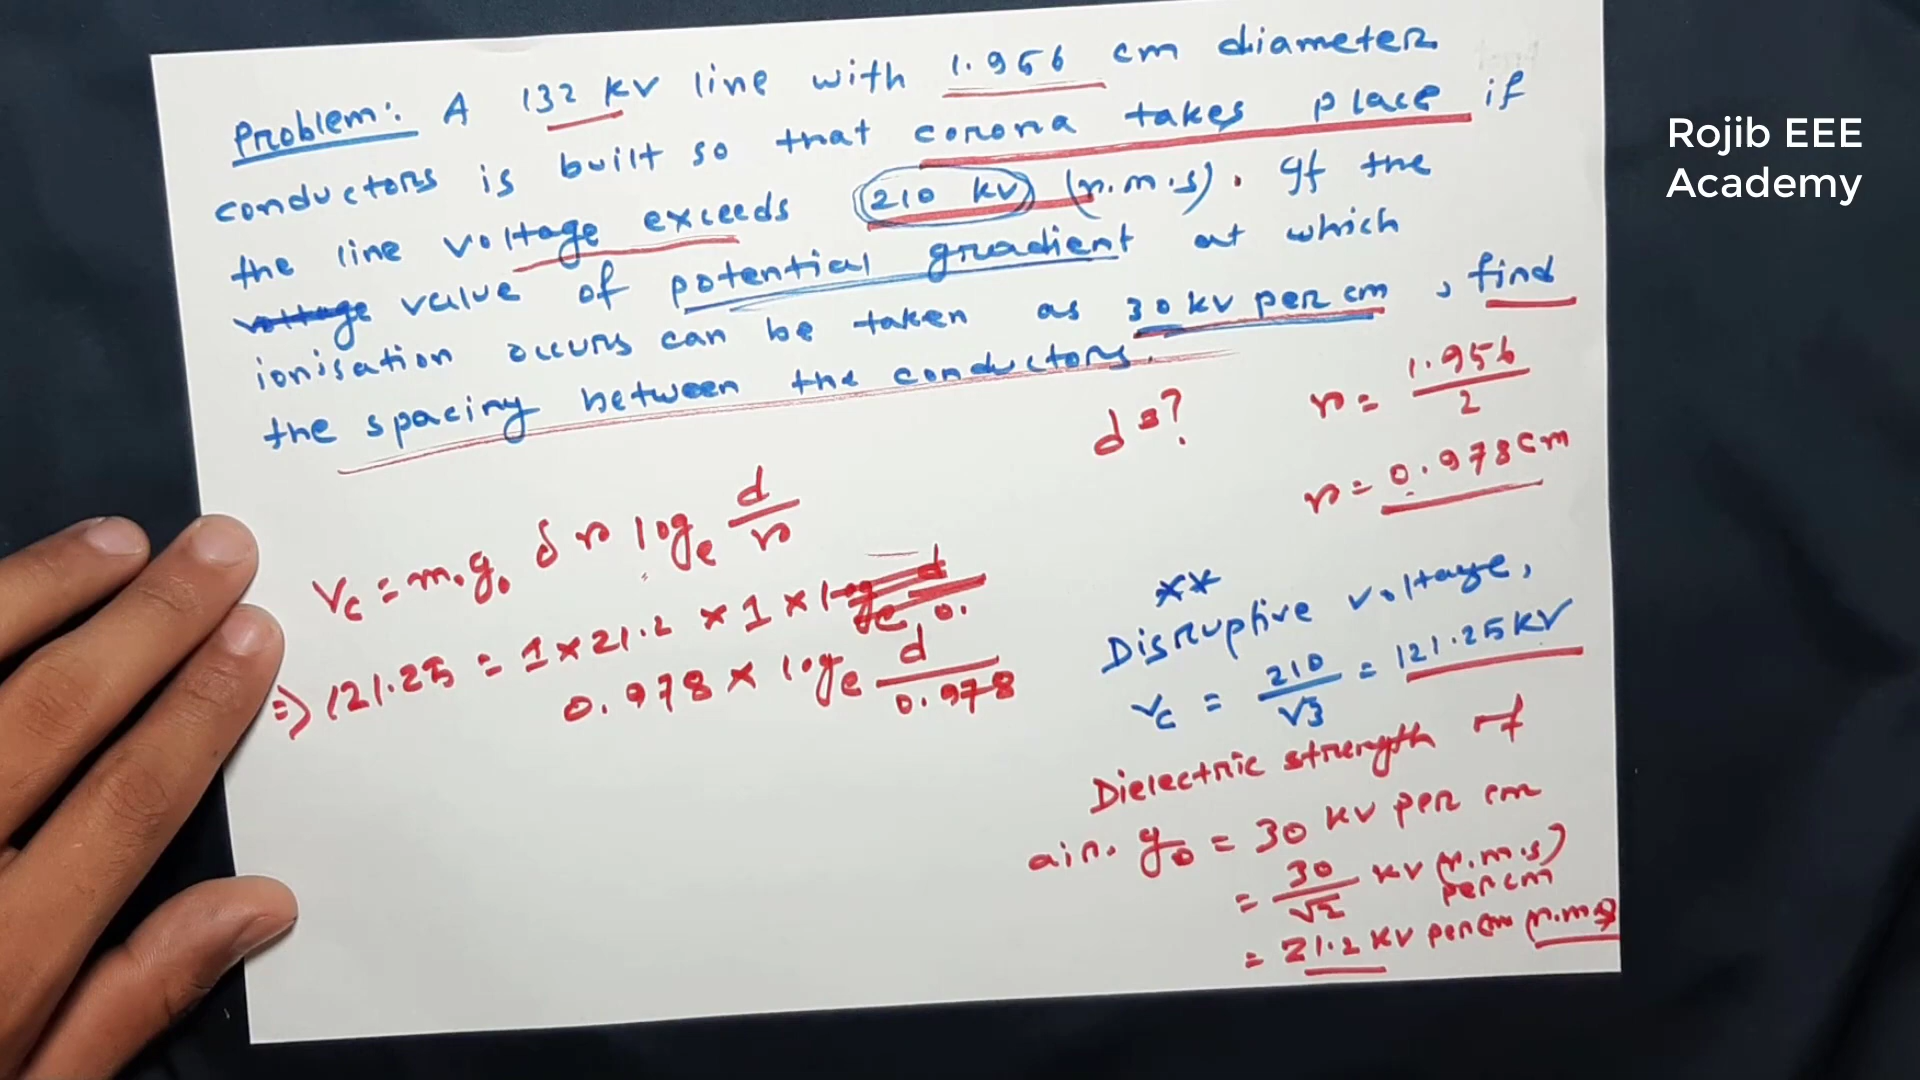 Problem: A 132 kv line with 1.956 cm diameter
conductors is built so that corona takes place if
the line voltage exceeds 210 kv (r.m.s). If the
voltage value of potential gradient at which
ionisation occurs can be taken as 30 kv per cm, find
the spacing between the conductors.
d = ?
r = 1.956 / 2
r = 0.978 cm
Vc = m₀ g₀ δ r logₑ d/r
⇒ 121.25 = 1 × 21.2 × 1 ×
0.978 × logₑ d/0.978
**
Disruptive voltage,
Vc = 210/√3 = 121.25 KV
Dielectric strength of
air. g₀ = 30 kv per cm
= 30/√2 kv (r.m.s) per cm
= 21.2 kv per cm (r.m.s)
Rojib EEE
Academy